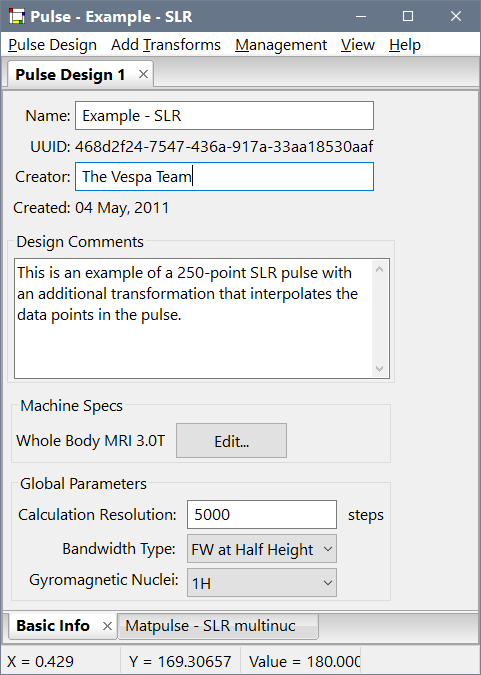 Pulse - Example - SLR
Pulse Design Add Transforms Management View Help
Pulse Design 1
Name: Example - SLR
UUID: 468d2f24-7547-436a-917a-33aa18530aaf
Creator: The Vespa Team
Created: 04 May, 2011
Design Comments
This is an example of a 250-point SLR pulse with
an additional transformation that interpolates the
data points in the pulse.
Machine Specs
Whole Body MRI 3.0T Edit...
Global Parameters
Calculation Resolution: 5000 steps
Bandwidth Type: FW at Half Height
Gyromagnetic Nuclei: 1H
Basic Info Matpulse - SLR multinuc
X = 0.429 Y = 169.30657 Value = 180.000